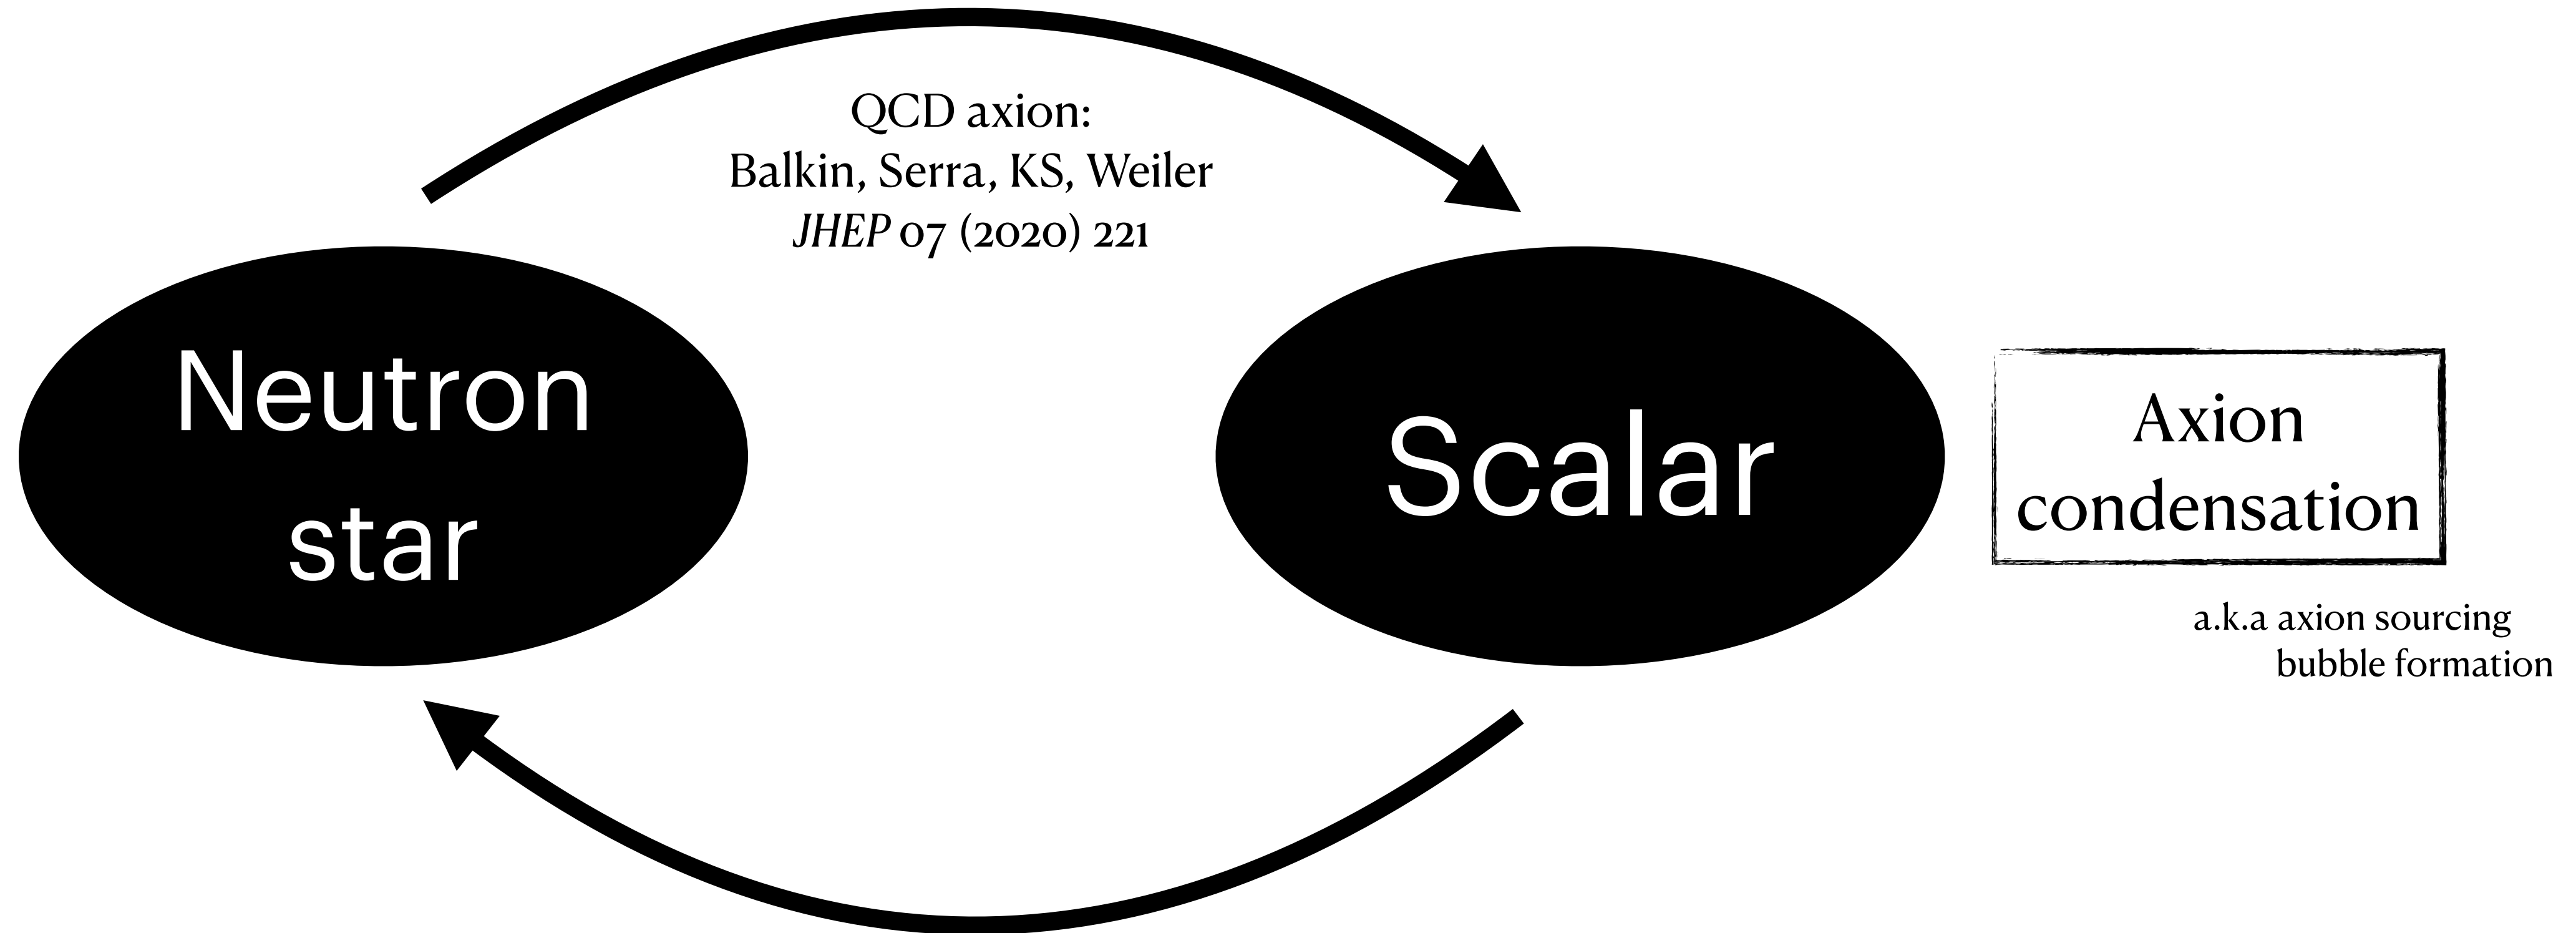 QCD axion:
Balkin, Serra, KS, Weiler
JHEP 07 (2020) 221
Neutron
star
Scalar
Axion
condensation
a.k.a axion sourcing
bubble formation